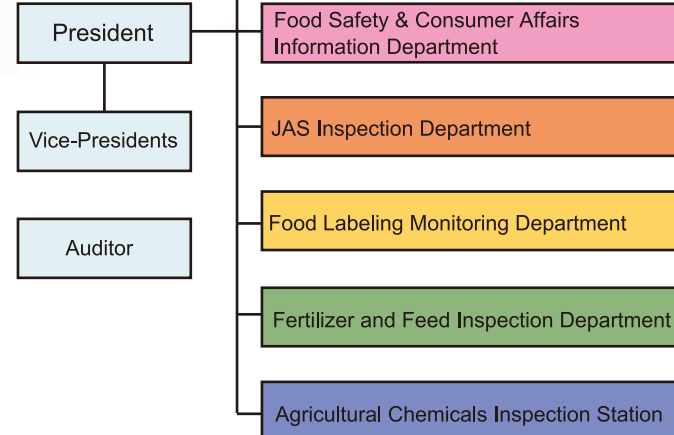 President
Vice-Presidents
Auditor
Food Safety & Consumer Affairs
Information Department
JAS Inspection Department
Food Labeling Monitoring Department
Fertilizer and Feed Inspection Department
Agricultural Chemicals Inspection Station